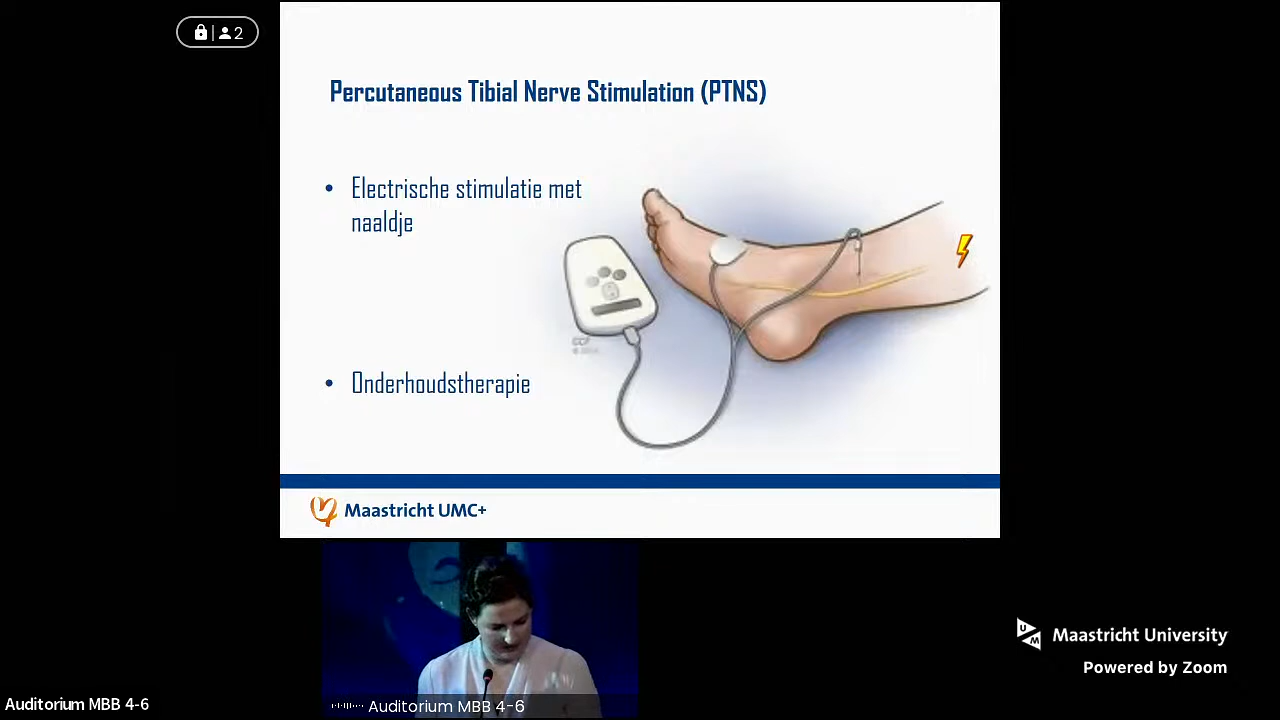 2
Percutaneous Tibial Nerve Stimulation (PTNS)
• Electrische stimulatie met
naaldje
• Onderhoudstherapie
Maastricht UMC+
UM
Maastricht University
Powered by Zoom
Auditorium MBB 4-6
Auditorium MBB 4-6